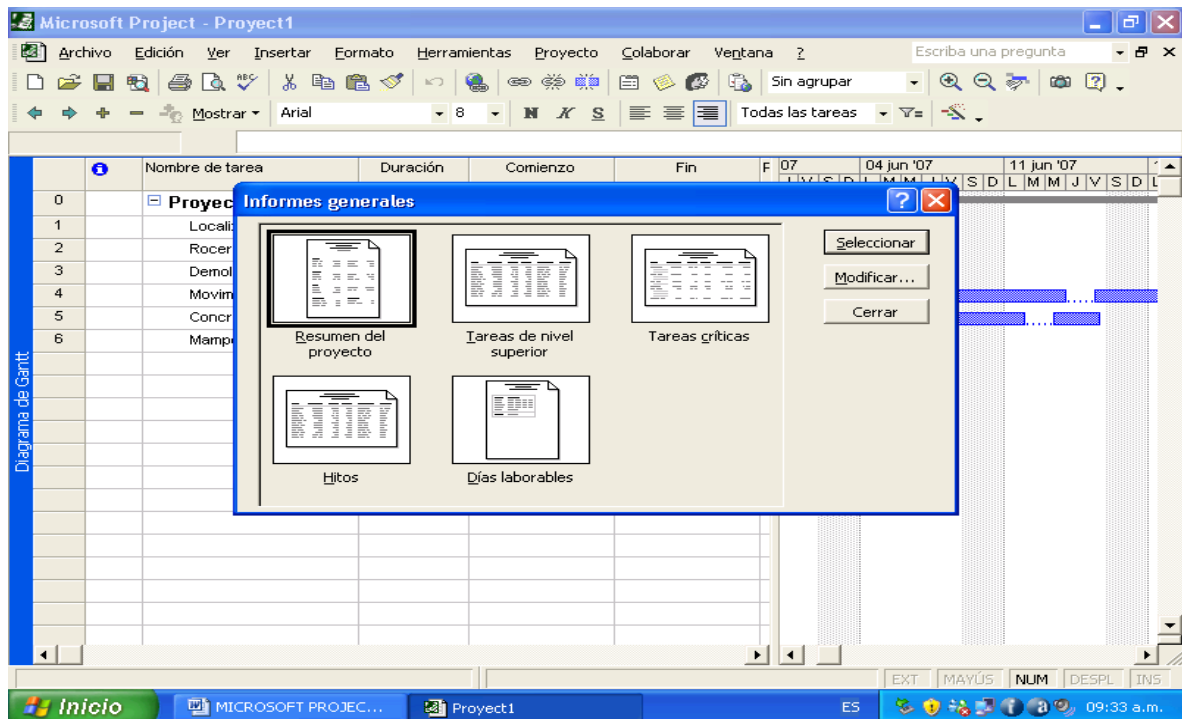 Microsoft Project - Proyect1
Archivo Edición Ver Insertar Formato Herramientas Proyecto Colaborar Ventana ? Escriba una pregunta
Sin agrupar
Mostrar Arial 8 N K S Todas las tareas
Nombre de tarea Duración Comienzo Fin F 07 04 jun '07 11 jun '07
S D L M M J V S D L
0 Proyec
1 Locali
2 Rocer
3 Demol
4 Movim
5 Concr
6 Mampo
Diagrama de Gantt
Informes generales
Resumen del proyecto
Tareas de nivel superior
Tareas críticas
Hitos
Días laborables
Seleccionar
Modificar...
Cerrar
EXT MAYÚS NUM DESPL INS
Inicio MICROSOFT PROJEC... Proyect1 ES 09:33 a.m.